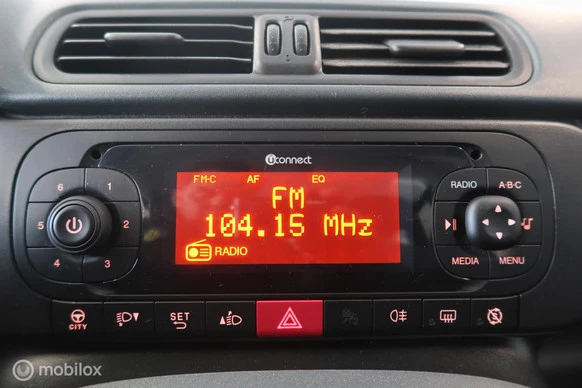 uconnect
FM-C AF EQ
FM
104.15 MHz
RADIO
6 1
5 2
4 3
RADIO A·B·C
MEDIA MENU
CITY
SET
© mobilox